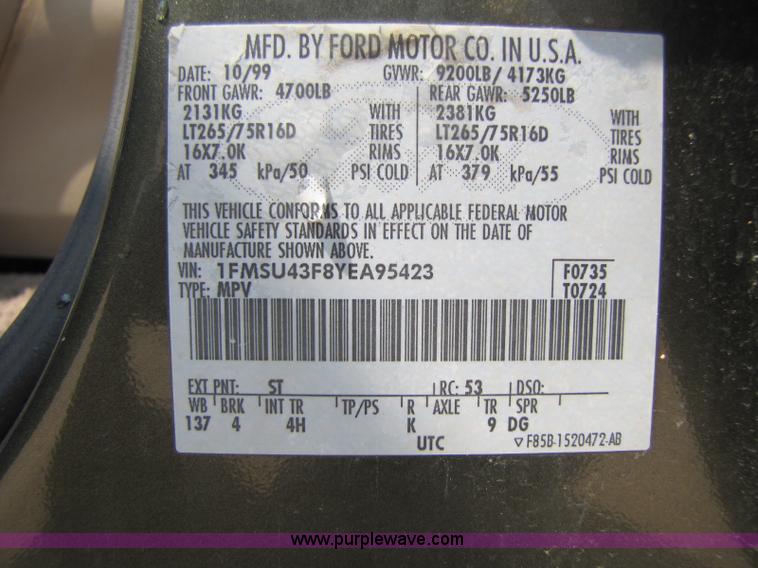 MFD. BY FORD MOTOR CO. IN U.S.A.
DATE: 10/99 GVWR: 9200LB/ 4173KG
FRONT GAWR: 4700LB REAR GAWR: 5250LB
2131KG WITH 2381KG WITH
LT265/75R16D TIRES LT265/75R16D TIRES
16X7.0K RIMS 16X7.0K RIMS
AT 345 kPa/50 PSI COLD AT 379 kPa/55 PSI COLD
THIS VEHICLE CONFORMS TO ALL APPLICABLE FEDERAL MOTOR
VEHICLE SAFETY STANDARDS IN EFFECT ON THE DATE OF
MANUFACTURE SHOWN ABOVE.
VIN: 1FMSU43F8YEA95423 F0735
TYPE: MPV T0724
EXT PNT: ST RC: 53 DSO:
WB BRK INT TR TP/PS R AXLE TR SPR
137 4 4H K 9 DG
UTC ▽ F85B-1520472-AB
www.purplewave.com